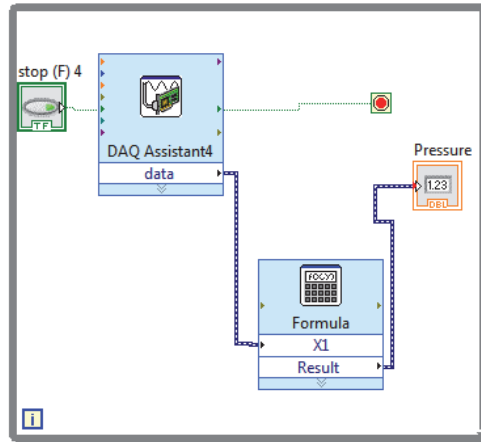 stop (F) 4
TF
DAQ Assistant4
data
Pressure
1.23
DBL
Formula
X1
Result
i